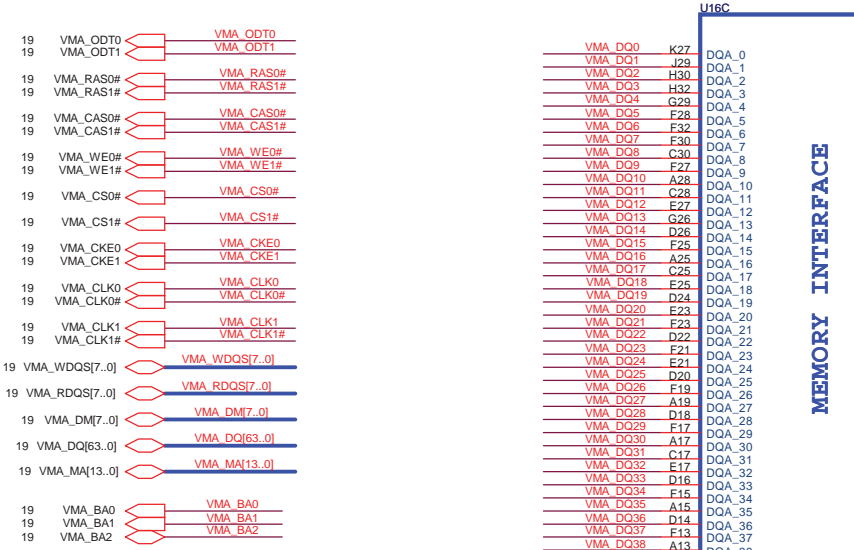 U16C
19 VMA_ODT0 VMA_ODT0
19 VMA_ODT1 VMA_ODT1
19 VMA_RAS0# VMA_RAS0#
19 VMA_RAS1# VMA_RAS1#
19 VMA_CAS0# VMA_CAS0#
19 VMA_CAS1# VMA_CAS1#
19 VMA_WE0# VMA_WE0#
19 VMA_WE1# VMA_WE1#
19 VMA_CS0# VMA_CS0#
19 VMA_CS1# VMA_CS1#
19 VMA_CKE0 VMA_CKE0
19 VMA_CKE1 VMA_CKE1
19 VMA_CLK0 VMA_CLK0
19 VMA_CLK0# VMA_CLK0#
19 VMA_CLK1 VMA_CLK1
19 VMA_CLK1# VMA_CLK1#
19 VMA_WDQS[7..0] VMA_WDQS[7..0]
19 VMA_RDQS[7..0] VMA_RDQS[7..0]
19 VMA_DM[7..0] VMA_DM[7..0]
19 VMA_DQ[63..0] VMA_DQ[63..0]
19 VMA_MA[13..0] VMA_MA[13..0]
19 VMA_BA0 VMA_BA0
19 VMA_BA1 VMA_BA1
19 VMA_BA2 VMA_BA2
VMA_DQ0 K27 DQA_0
VMA_DQ1 J29 DQA_1
VMA_DQ2 H30 DQA_2
VMA_DQ3 H32 DQA_3
VMA_DQ4 G29 DQA_4
VMA_DQ5 F28 DQA_5
VMA_DQ6 F32 DQA_6
VMA_DQ7 F30 DQA_7
VMA_DQ8 C30 DQA_8
VMA_DQ9 F27 DQA_9
VMA_DQ10 A28 DQA_10
VMA_DQ11 C28 DQA_11
VMA_DQ12 E27 DQA_12
VMA_DQ13 G26 DQA_13
VMA_DQ14 D26 DQA_14
VMA_DQ15 F25 DQA_15
VMA_DQ16 A25 DQA_16
VMA_DQ17 C25 DQA_17
VMA_DQ18 E25 DQA_18
VMA_DQ19 D24 DQA_19
VMA_DQ20 E23 DQA_20
VMA_DQ21 F23 DQA_21
VMA_DQ22 D22 DQA_22
VMA_DQ23 F21 DQA_23
VMA_DQ24 E21 DQA_24
VMA_DQ25 D20 DQA_25
VMA_DQ26 F19 DQA_26
VMA_DQ27 A19 DQA_27
VMA_DQ28 D18 DQA_28
VMA_DQ29 F17 DQA_29
VMA_DQ30 A17 DQA_30
VMA_DQ31 C17 DQA_31
VMA_DQ32 E17 DQA_32
VMA_DQ33 D16 DQA_33
VMA_DQ34 F15 DQA_34
VMA_DQ35 A15 DQA_35
VMA_DQ36 D14 DQA_36
VMA_DQ37 F13 DQA_37
VMA_DQ38 A13
MEMORY INTERFACE